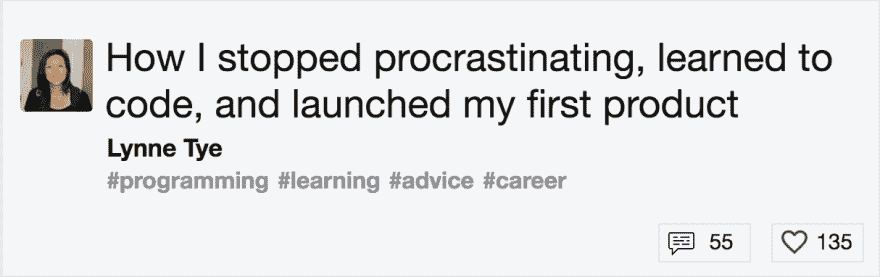 How I stopped procrastinating, learned to
code, and launched my first product
Lynne Tye
#programming #learning #advice #career
55 135